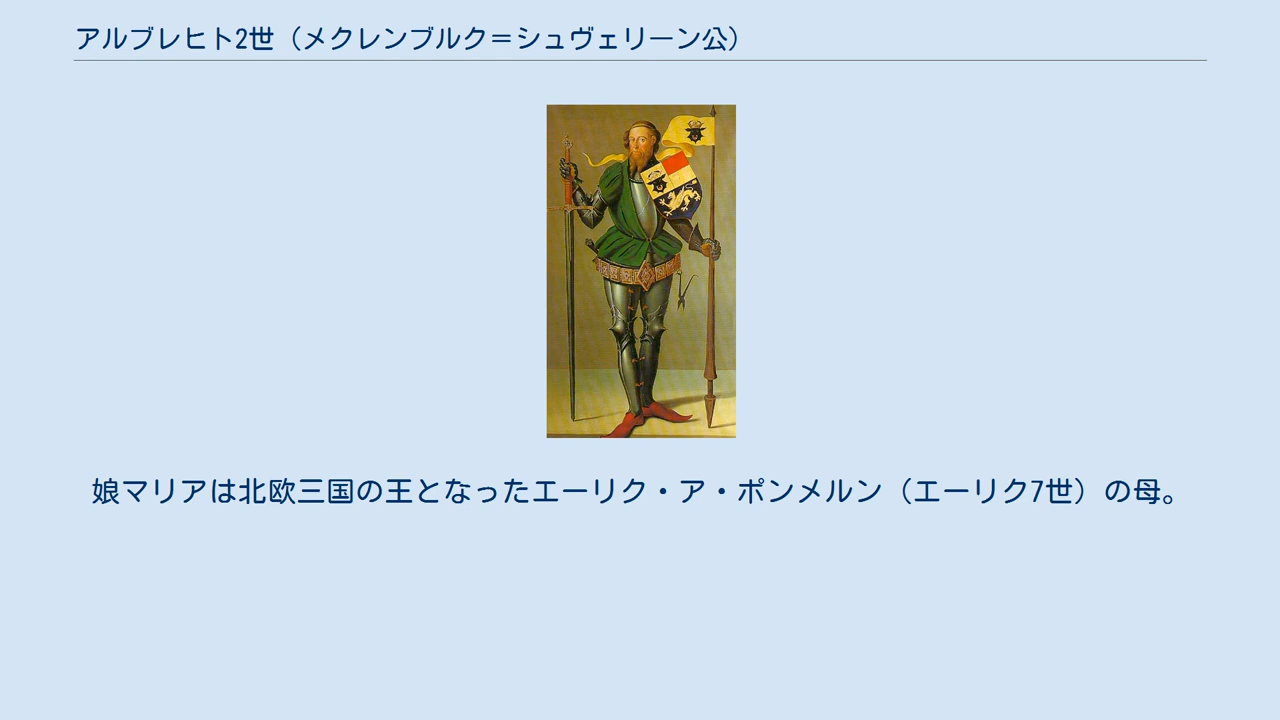 アルブレヒト2世（メクレンブルク＝シュヴェリーン公）
娘マリアは北欧三国の王となったエーリク・ア・ポンメルン（エーリク7世）の母。